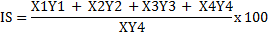 IS = X1Y1 + X2Y2 + X3Y3 + X4Y4 / XY4 x 100